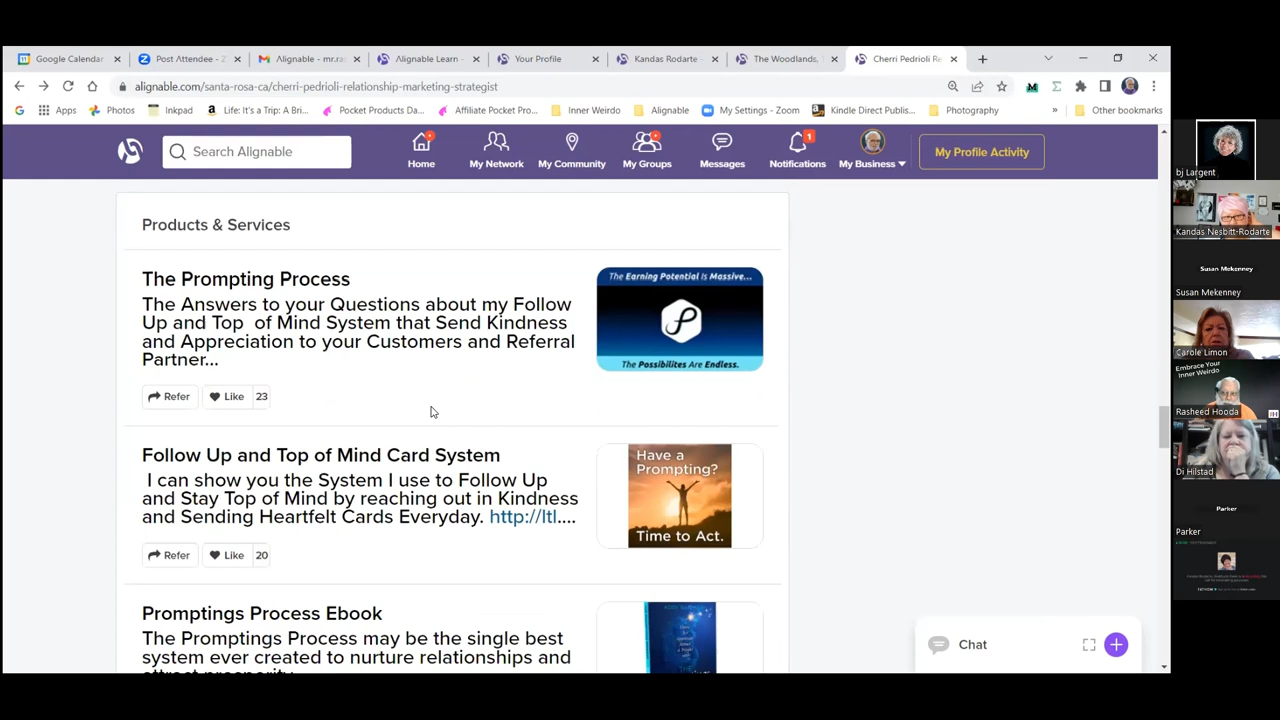 Google Calendar
Post Attendee - Z
Alignable - mr.ra
Alignable Learn -
Your Profile
Kandas Rodarte -
The Woodlands,
Cherri Pedrioli Re
alignable.com/santa-rosa-ca/cherri-pedrioli-relationship-marketing-strategist
Apps
Photos
Inkpad
Life: It's a Trip: A Bri...
Pocket Products Da...
Affiliate Pocket Pro...
Inner Weirdo
Alignable
My Settings - Zoom
Kindle Direct Publis...
Photography
»
Other bookmarks
Search Alignable
Home
My Network
My Community
My Groups
Messages
1
Notifications
My Business
My Profile Activity
Products & Services
The Prompting Process
The Answers to your Questions about my Follow
Up and Top of Mind System that Send Kindness
and Appreciation to your Customers and Referral
Partner...
Refer
Like
23
The Earning Potential Is Massive...
The Possibilites Are Endless.
Follow Up and Top of Mind Card System
I can show you the System I use to Follow Up
and Stay Top of Mind by reaching out in Kindness
and Sending Heartfelt Cards Everyday. http://ltl....
Refer
Like
20
Have a
Prompting?
Time to Act.
Promptings Process Ebook
The Promptings Process may be the single best
system ever created to nurture relationships and
attract prosperity
Chat
bj Largent
Kandas Nesbitt-Rodarte
Susan Mekenney
Susan Mekenney
Carole Limon
Embrace Your
Inner Weirdo
Rasheed Hooda
Di Hilstad
Parker
Parker